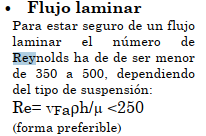 • Flujo laminar
Para estar seguro de un flujo
laminar el número de
Reynolds ha de de ser menor
de 350 a 500, dependiendo
del tipo de suspensión:
Re= vFaρh/μ <250
(forma preferible)